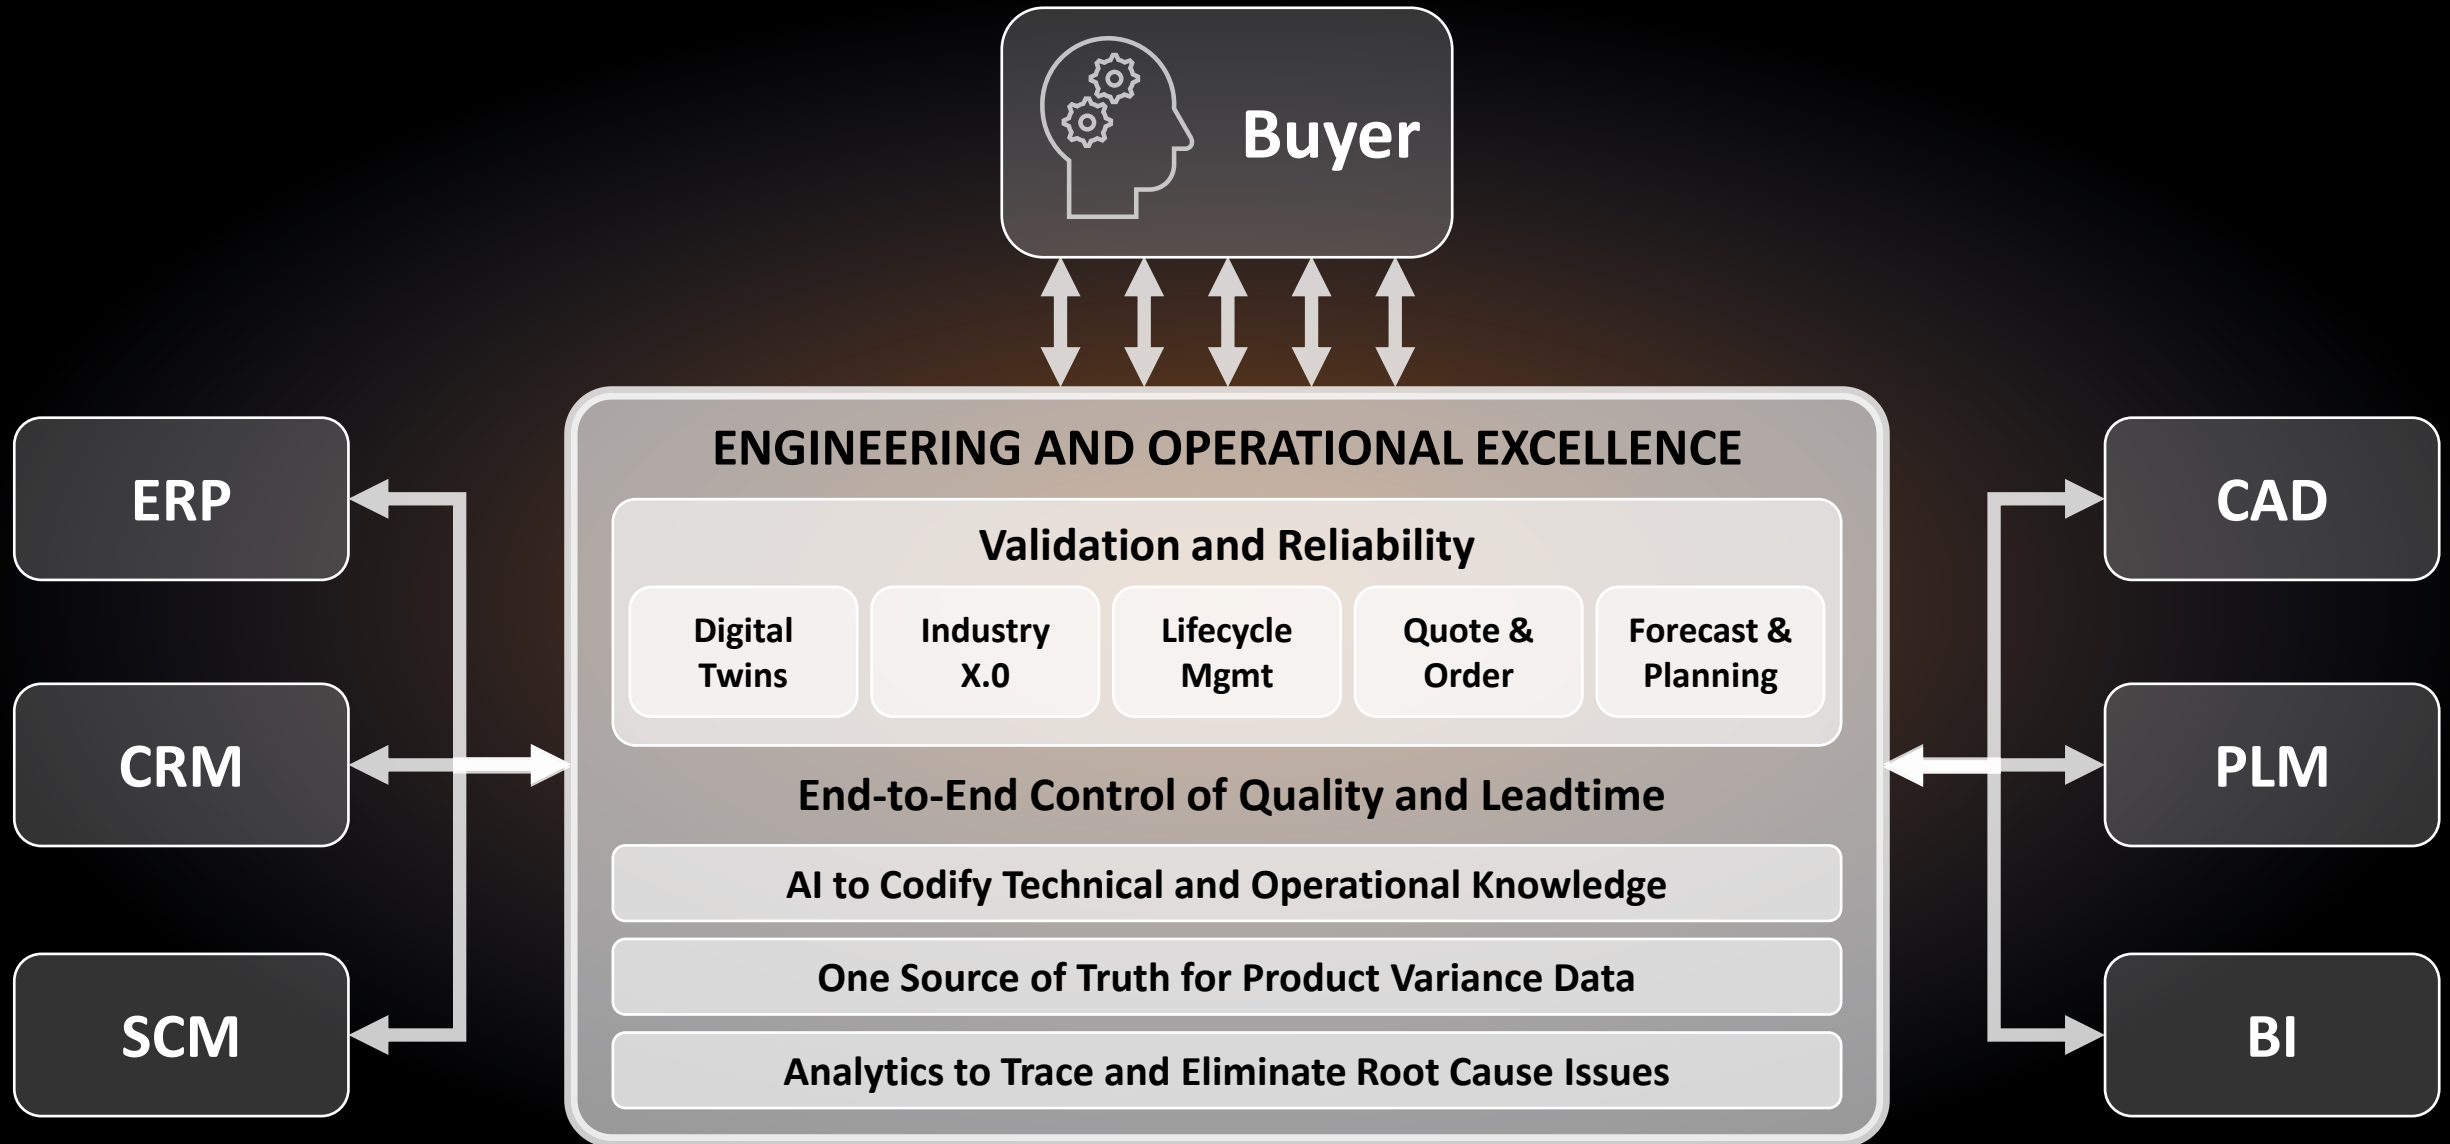 Buyer
ENGINEERING AND OPERATIONAL EXCELLENCE
Validation and Reliability
Digital
Twins
Industry
X.0
Lifecycle
Mgmt
Quote &
Order
Forecast &
Planning
End-to-End Control of Quality and Leadtime
AI to Codify Technical and Operational Knowledge
One Source of Truth for Product Variance Data
Analytics to Trace and Eliminate Root Cause Issues
ERP
CRM
SCM
CAD
PLM
BI